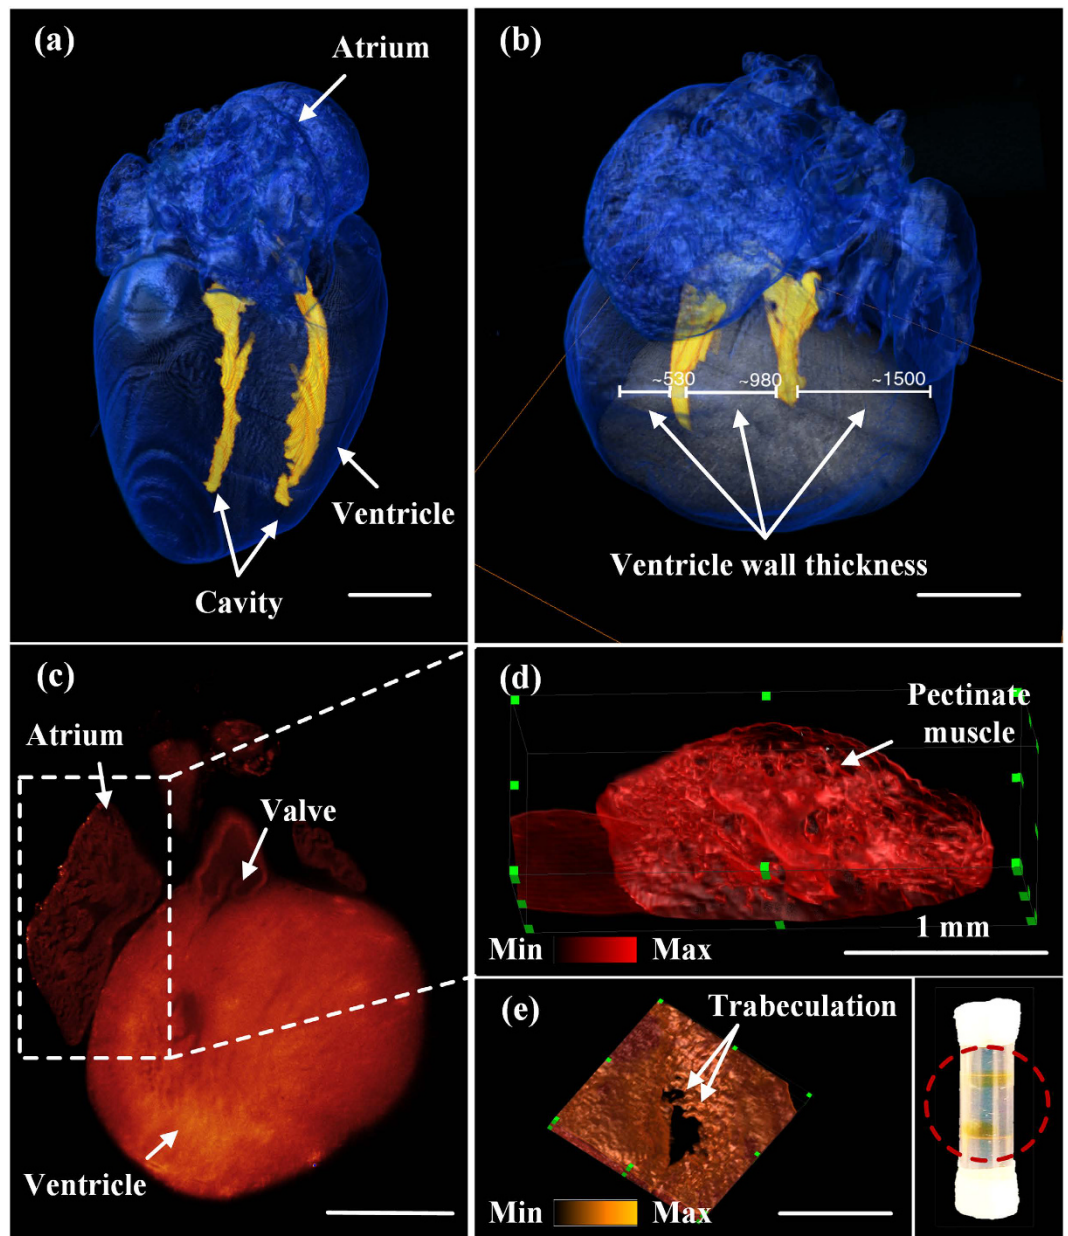 (a)
Atrium
Ventricle
Cavity
(b)
~530
~980
~1500
Ventricle wall thickness
(c)
Atrium
Valve
Ventricle
(d)
Pectinate
muscle
1 mm
Min
Max
(e)
Trabeculation
Min
Max